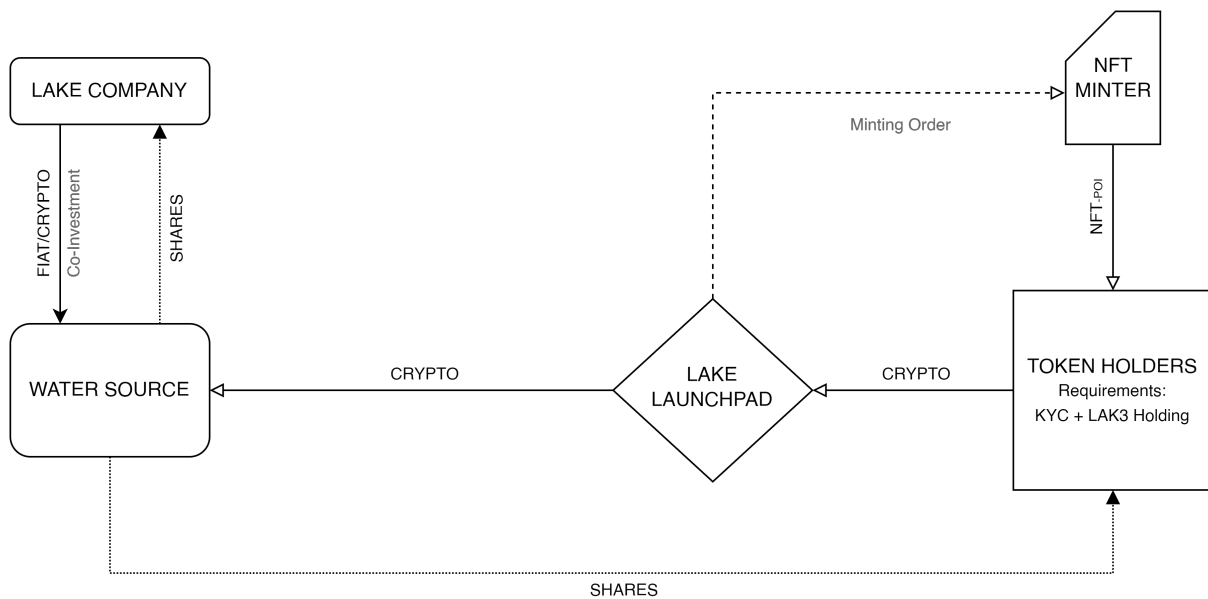 NFT
MINTER
LAKE COMPANY
Minting Order
FIAT/CRYPTO
Co-Investment
SHARES
NFT-POI
WATER SOURCE
CRYPTO
LAKE
LAUNCHPAD
CRYPTO
TOKEN HOLDERS
Requirements:
KYC + LAK3 Holding
SHARES